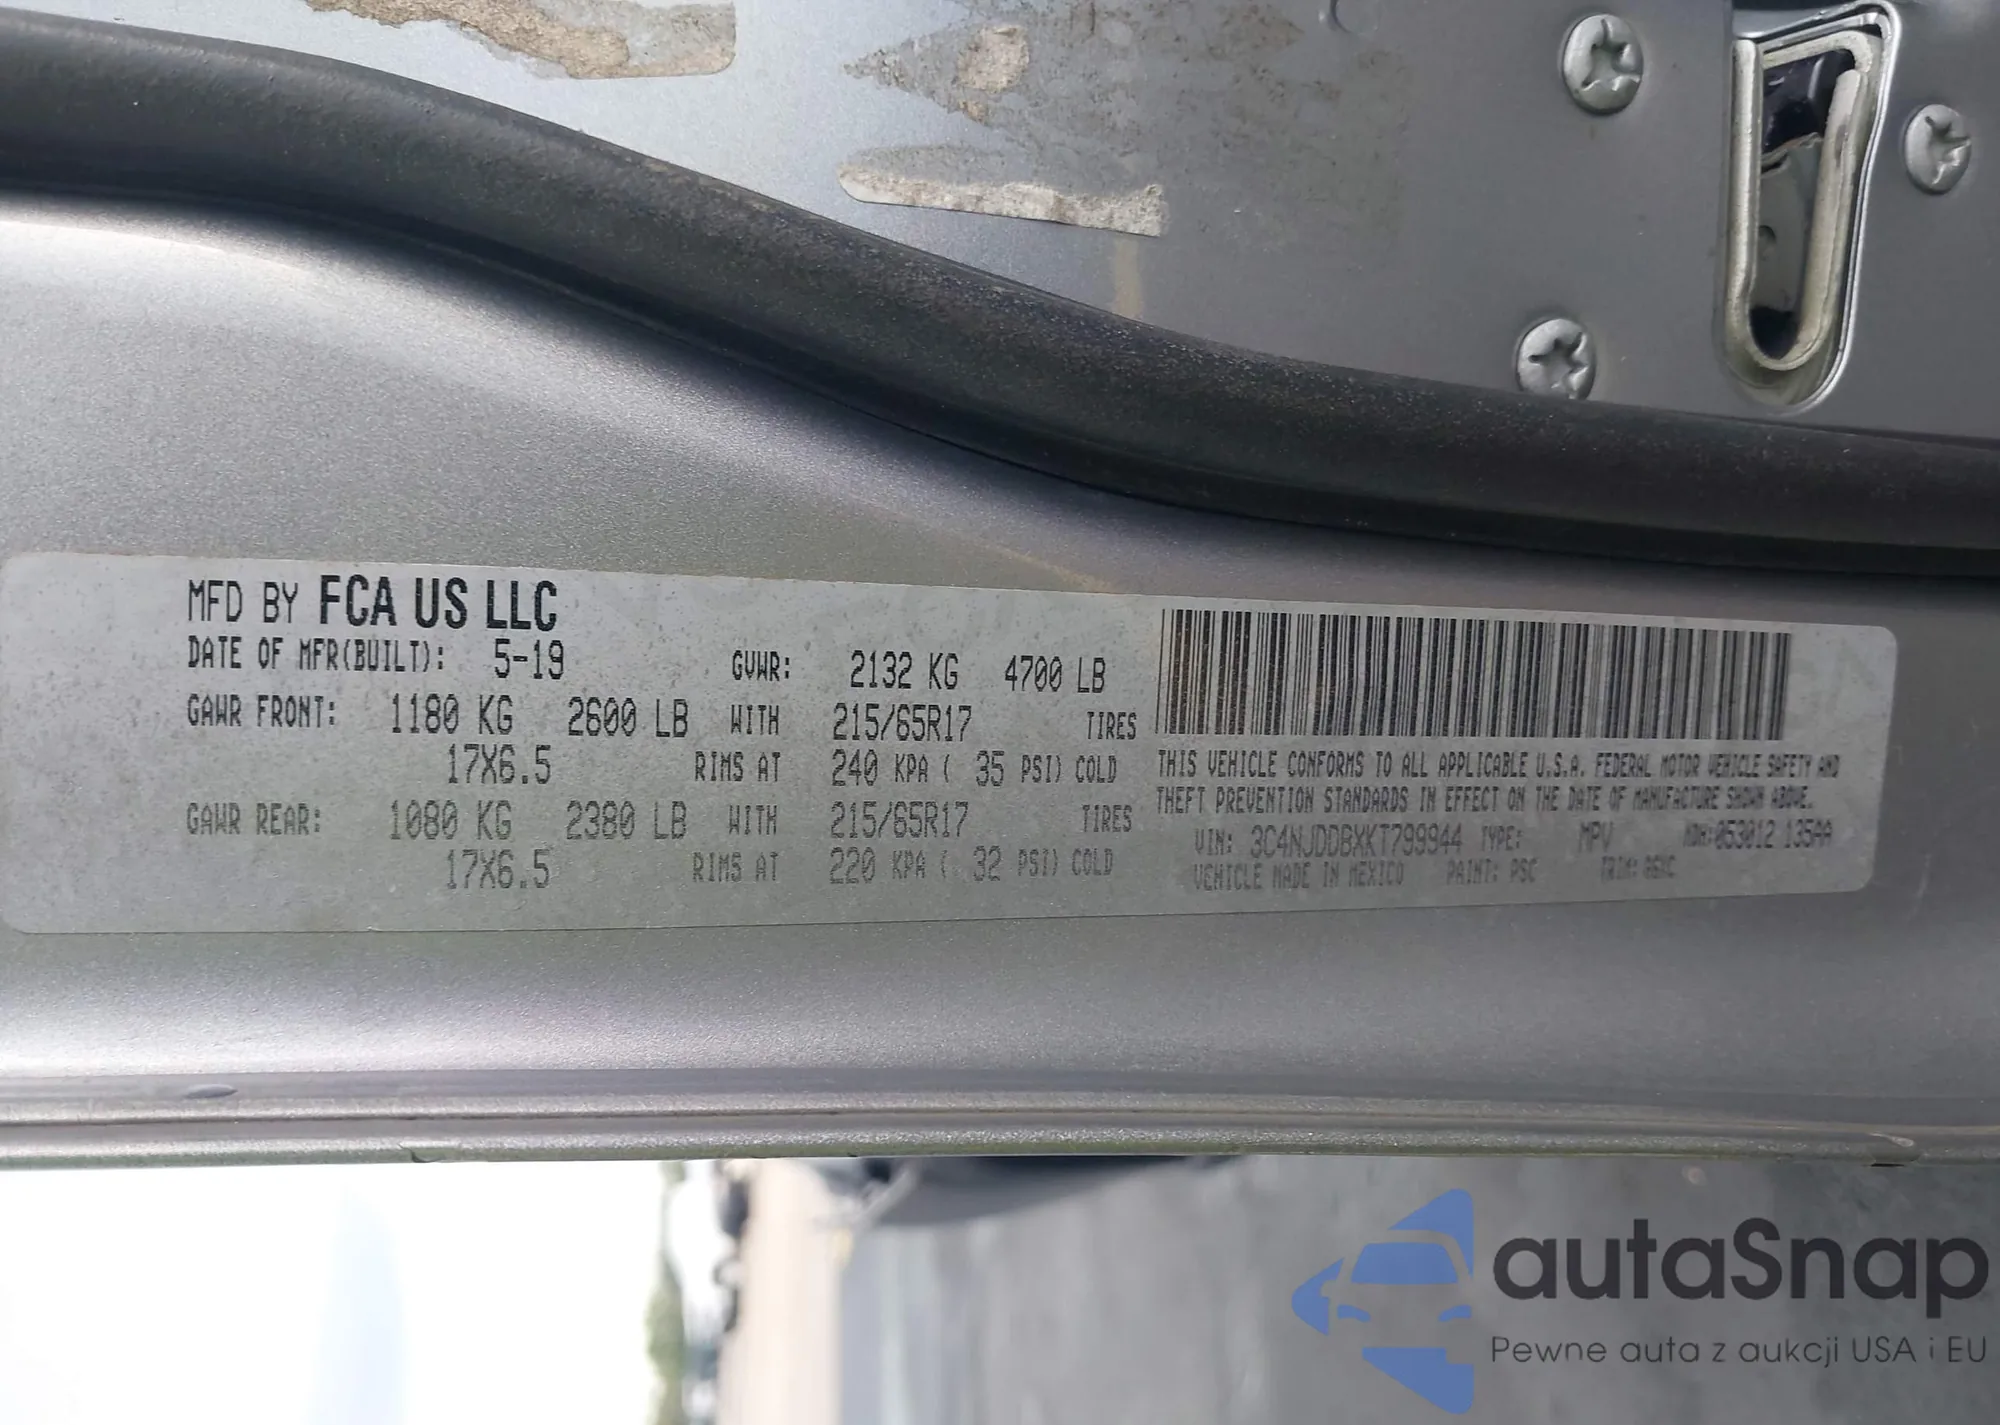 MFD BY FCA US LLC
DATE OF MFR(BUILT): 5-19 GVWR: 2132 KG 4700 LB
GAWR FRONT: 1180 KG 2600 LB WITH 215/65R17 TIRES
17X6.5 RIMS AT 240 KPA ( 35 PSI) COLD
GAWR REAR: 1080 KG 2380 LB WITH 215/65R17 TIRES
17X6.5 RIMS AT 220 KPA ( 32 PSI) COLD
THIS VEHICLE CONFORMS TO ALL APPLICABLE U.S.A. FEDERAL MOTOR VEHICLE SAFETY AND
THEFT PREVENTION STANDARDS IN EFFECT ON THE DATE OF MANUFACTURE SHOWN ABOVE.
VIN: 3C4NJDDBXKT799944 TYPE: MPV MDH:053012 135AA
VEHICLE MADE IN MEXICO PAINT: PSC TRIM:
autaSnap
Pewne auta z aukcji USA i EU